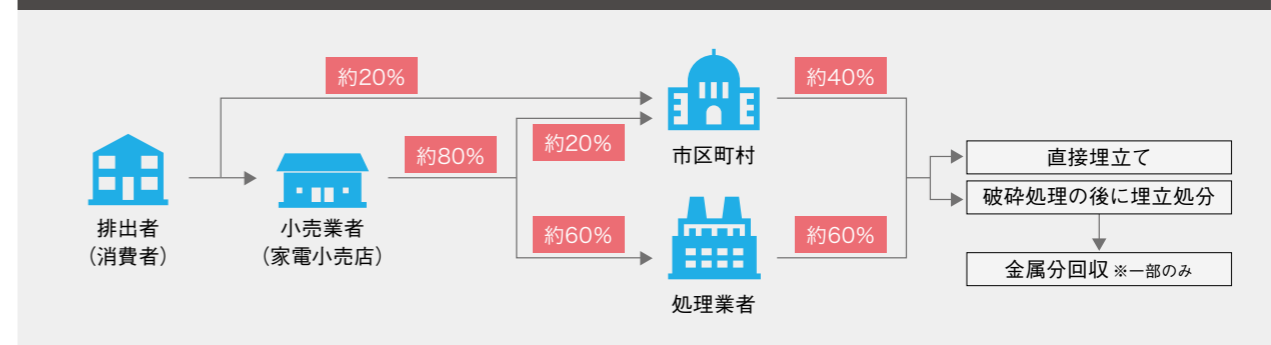 約20%
約80%
約20%
約60%
約40%
約60%
排出者
（消費者）
小売業者
（家電小売店）
市区町村
処理業者
直接埋立て
破砕処理の後に埋立処分
金属分回収 ※一部のみ